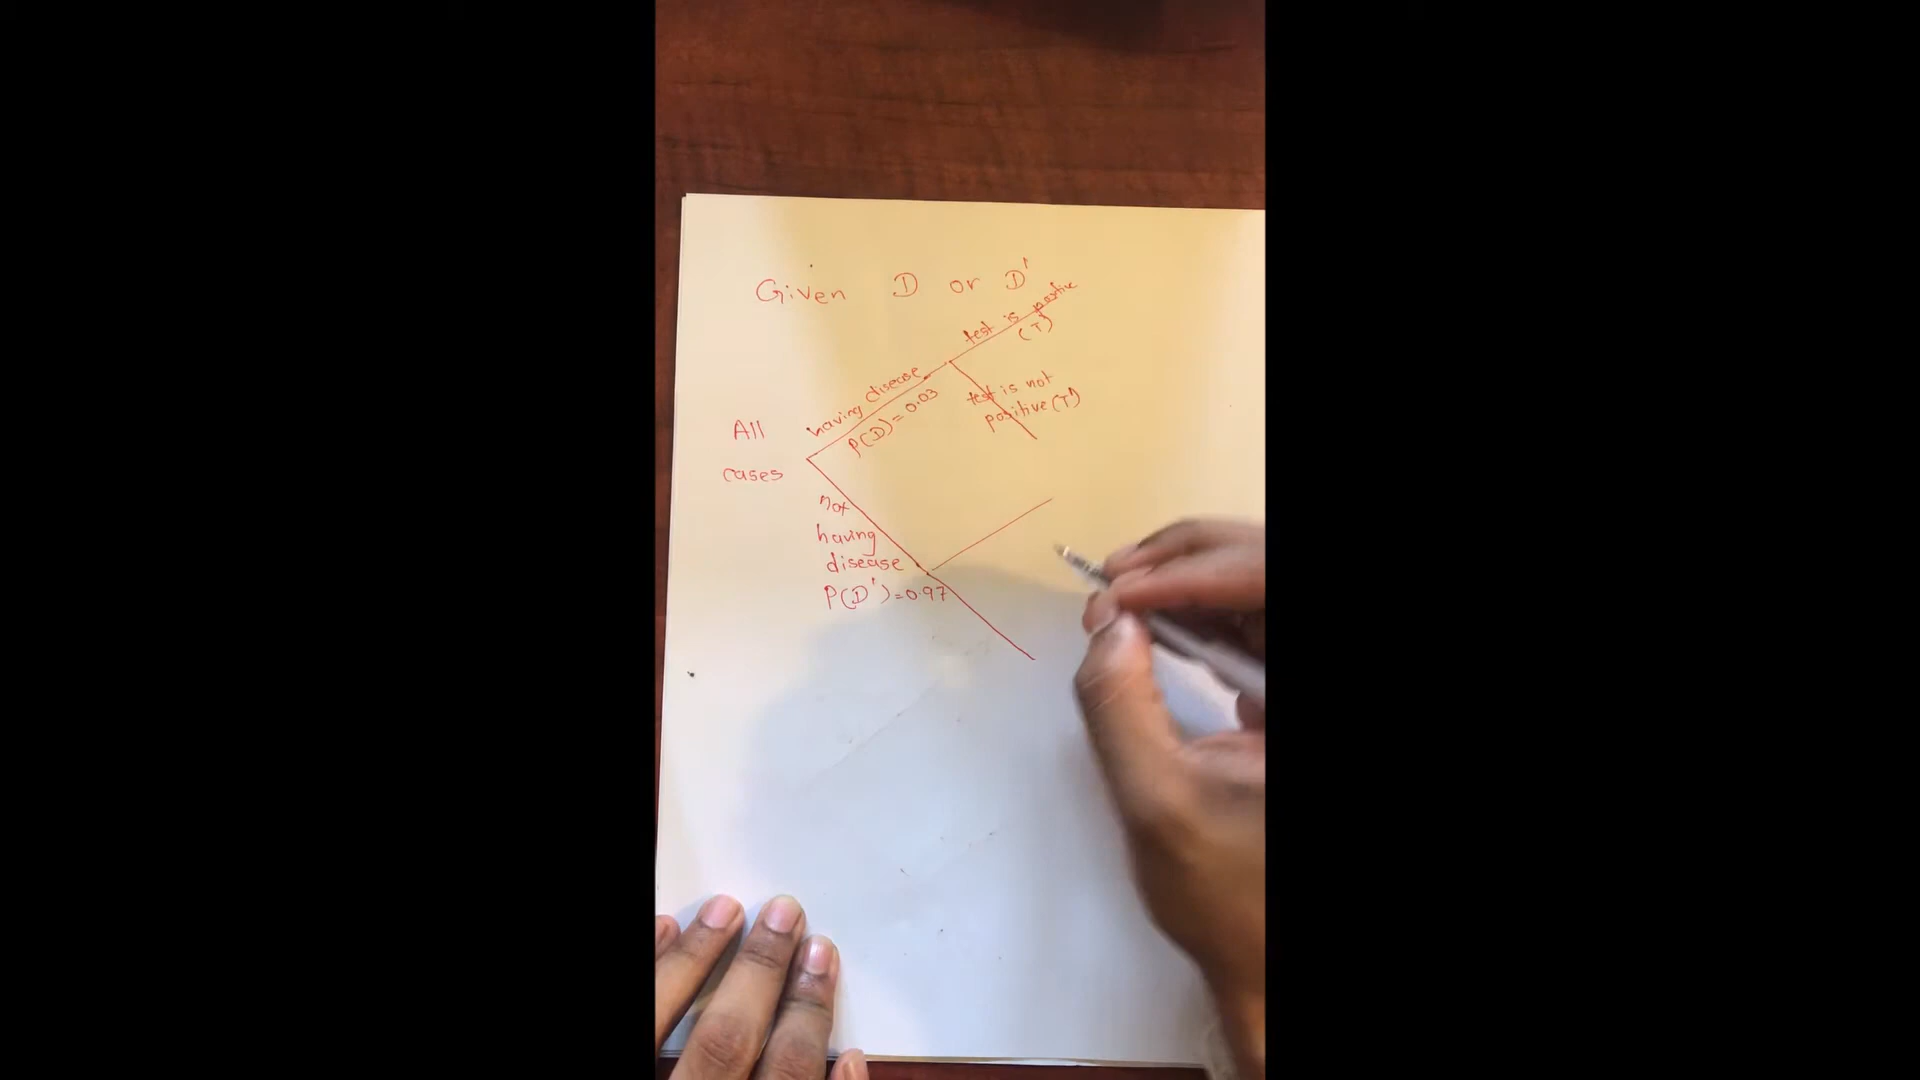 Given D or D'
test is positive
(T)
having disease
P(D)=0.03
test is not
positive (T')
All
cases
not
having
disease
P(D')=0.97